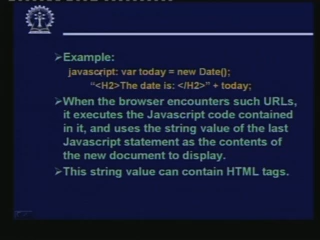 Example:
javascript: var today = new Date();
"<H2>The date is: </H2>" + today;
When the browser encounters such URLs,
it executes the Javascript code contained
in it, and uses the string value of the last
Javascript statement as the contents of
the new document to display.
This string value can contain HTML tags.